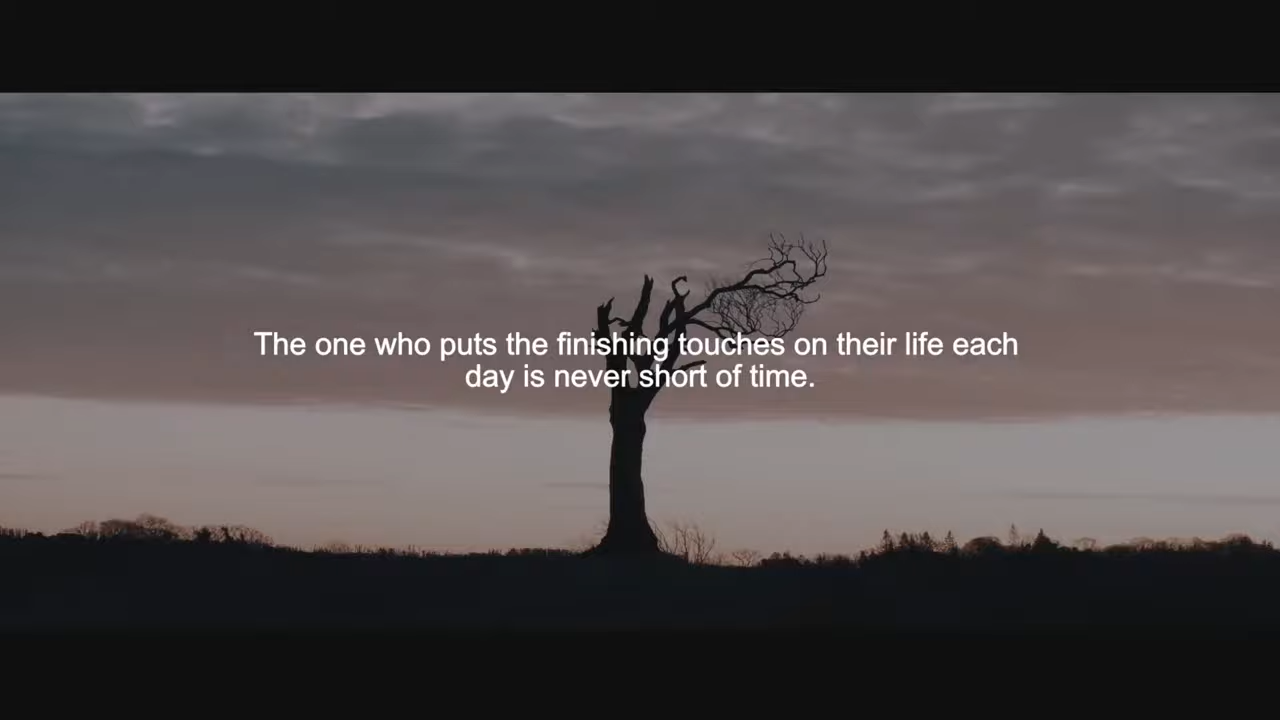 The one who puts the finishing touches on their life each
day is never short of time.